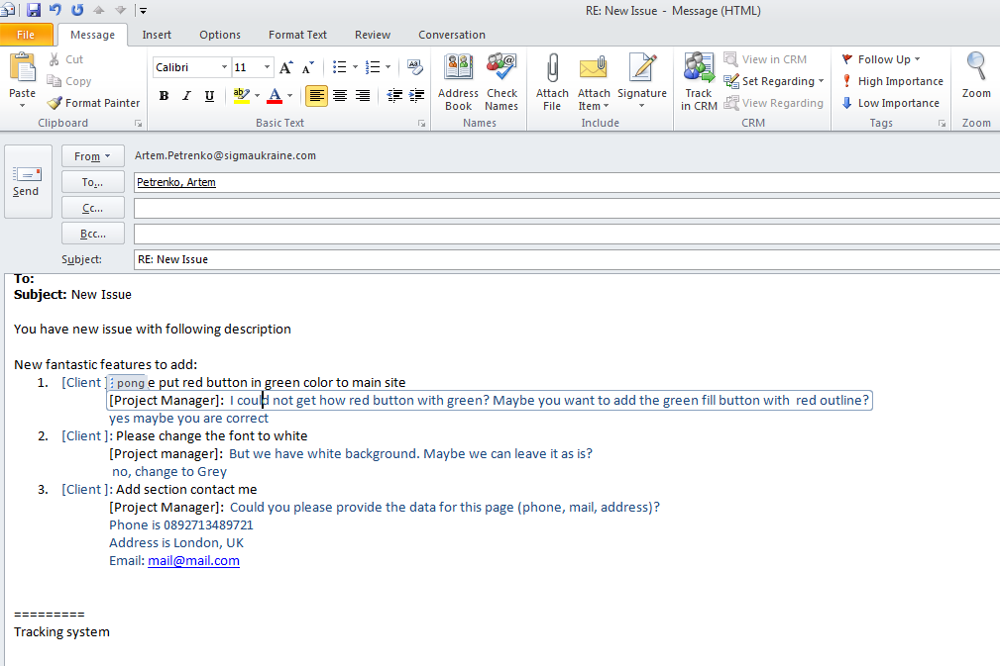 RE: New Issue - Message (HTML)
File Message Insert Options Format Text Review Conversation
Paste
Cut
Copy
Format Painter
Clipboard
Calibri 11
B I U
Basic Text
Address Book
Check Names
Names
Attach File
Attach Item
Signature
Include
Track in CRM
View in CRM
Set Regarding
View Regarding
CRM
Follow Up
High Importance
Low Importance
Tags
Zoom
Zoom
Send
From Artem.Petrenko@sigmaukraine.com
To... Petrenko, Artem
Cc...
Bcc...
Subject: RE: New Issue
To:
Subject: New Issue
You have new issue with following description
New fantastic features to add:
1. [Client ] pong e put red button in green color to main site
[Project Manager]: I could not get how red button with green? Maybe you want to add the green fill button with red outline?
yes maybe you are correct
2. [Client ]: Please change the font to white
[Project manager]: But we have white background. Maybe we can leave it as is?
no, change to Grey
3. [Client ]: Add section contact me
[Project Manager]: Could you please provide the data for this page (phone, mail, address)?
Phone is 0892713489721
Address is London, UK
Email: mail@mail.com
=========
Tracking system